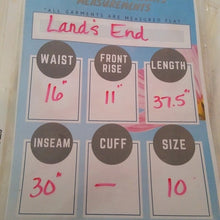 MEASUREMENTS
*ALL GARMENTS ARE MEASURED FLAT
Land's End
WAIST
FRONT
RISE
LENGTH
16"
11"
37.5"
INSEAM
CUFF
SIZE
30"
—
10